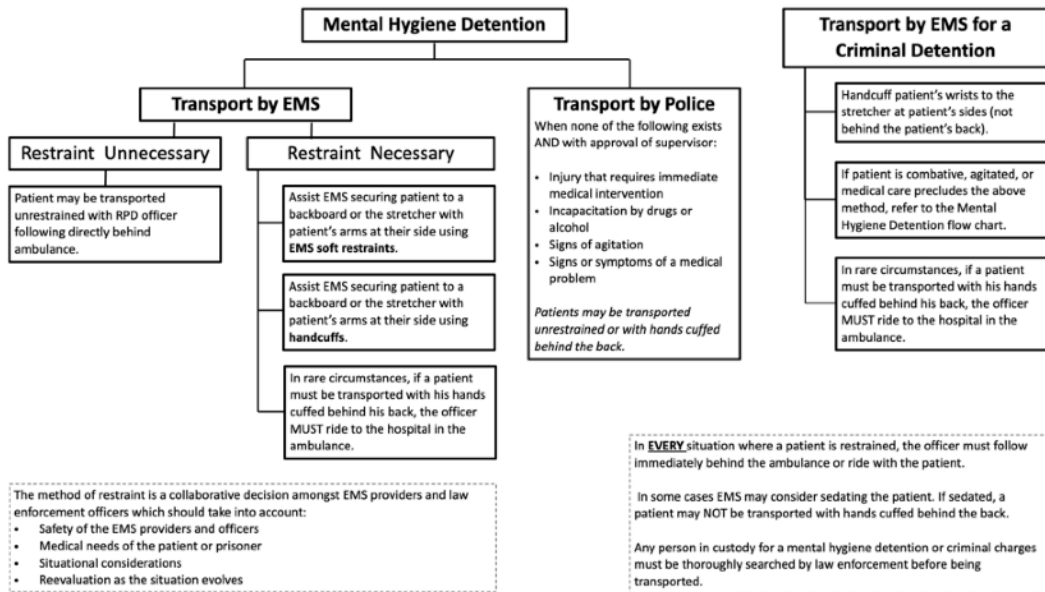 Mental Hygiene Detention
Transport by EMS
Restraint Unnecessary
Patient may be transported
unrestrained with RPD officer
following directly behind
ambulance.
Restraint Necessary
Assist EMS securing patient to a
backboard or the stretcher with
patient's arms at their side using
EMS soft restraints.
Assist EMS securing patient to a
backboard or the stretcher with
patient's arms at their side using
handcuffs.
In rare circumstances, if a patient
must be transported with his hands
cuffed behind his back, the officer
MUST ride to the hospital in the
ambulance.
Transport by Police
When none of the following exists
AND with approval of supervisor:
• Injury that requires immediate
medical intervention
• Incapacitation by drugs or
alcohol
• Signs of agitation
• Signs or symptoms of a medical
problem
Patients may be transported
unrestrained or with hands cuffed
behind the back.
Transport by EMS for a
Criminal Detention
Handcuff patient's wrists to the
stretcher at patient's sides (not
behind the patient's back).
If patient is combative, agitated, or
medical care precludes the above
method, refer to the Mental
Hygiene Detention flow chart.
In rare circumstances, if a patient
must be transported with his hands
cuffed behind his back, the officer
MUST ride to the hospital in the
ambulance.
The method of restraint is a collaborative decision amongst EMS providers and law
enforcement officers which should take into account:
• Safety of the EMS providers and officers
• Medical needs of the patient or prisoner
• Situational considerations
• Reevaluation as the situation evolves
In EVERY situation where a patient is restrained, the officer must follow
immediately behind the ambulance or ride with the patient.
In some cases EMS may consider sedating the patient. If sedated, a
patient may NOT be transported with hands cuffed behind the back.
Any person in custody for a mental hygiene detention or criminal charges
must be thoroughly searched by law enforcement before being
transported.